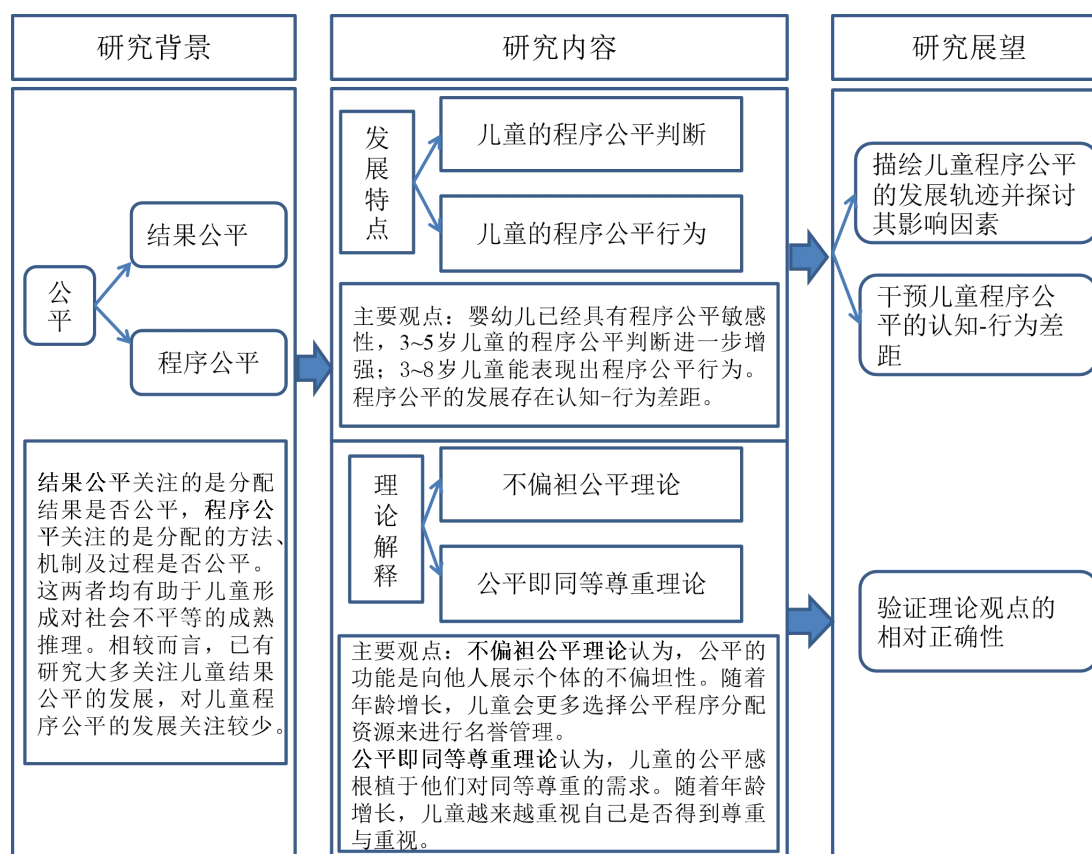 研究背景
公
平
结果公平
程序公平
结果公平关注的是分配
结果是否公平，程序公
平关注的是分配的方法、
机制及过程是否公平。
这两者均有助于儿童形
成对社会不平等的成熟
推理。相较而言，已有
研究大多关注儿童结果
公平的发展，对儿童程
序公平的发展关注较少。
研究内容
发
展
特
点
儿童的程序公平判断
儿童的程序公平行为
主要观点：婴幼儿已经具有程序公平敏感
性，3~5岁儿童的程序公平判断进一步增
强；3~8岁儿童能表现出程序公平行为。
程序公平的发展存在认知-行为差距。
理
论
解
释
不偏袒公平理论
公平即同等尊重理论
主要观点：不偏袒公平理论认为，公平的
功能是向他人展示个体的不偏坦性。随着
年龄增长，儿童会更多选择公平程序分配
资源来进行名誉管理。
公平即同等尊重理论认为，儿童的公平感
根植于他们对同等尊重的需求。随着年龄
增长，儿童越来越重视自己是否得到尊重
与重视。
研究展望
描绘儿童程序公平
的发展轨迹并探讨
其影响因素
干预儿童程序公
平的认知-行为差
距
验证理论观点的
相对正确性